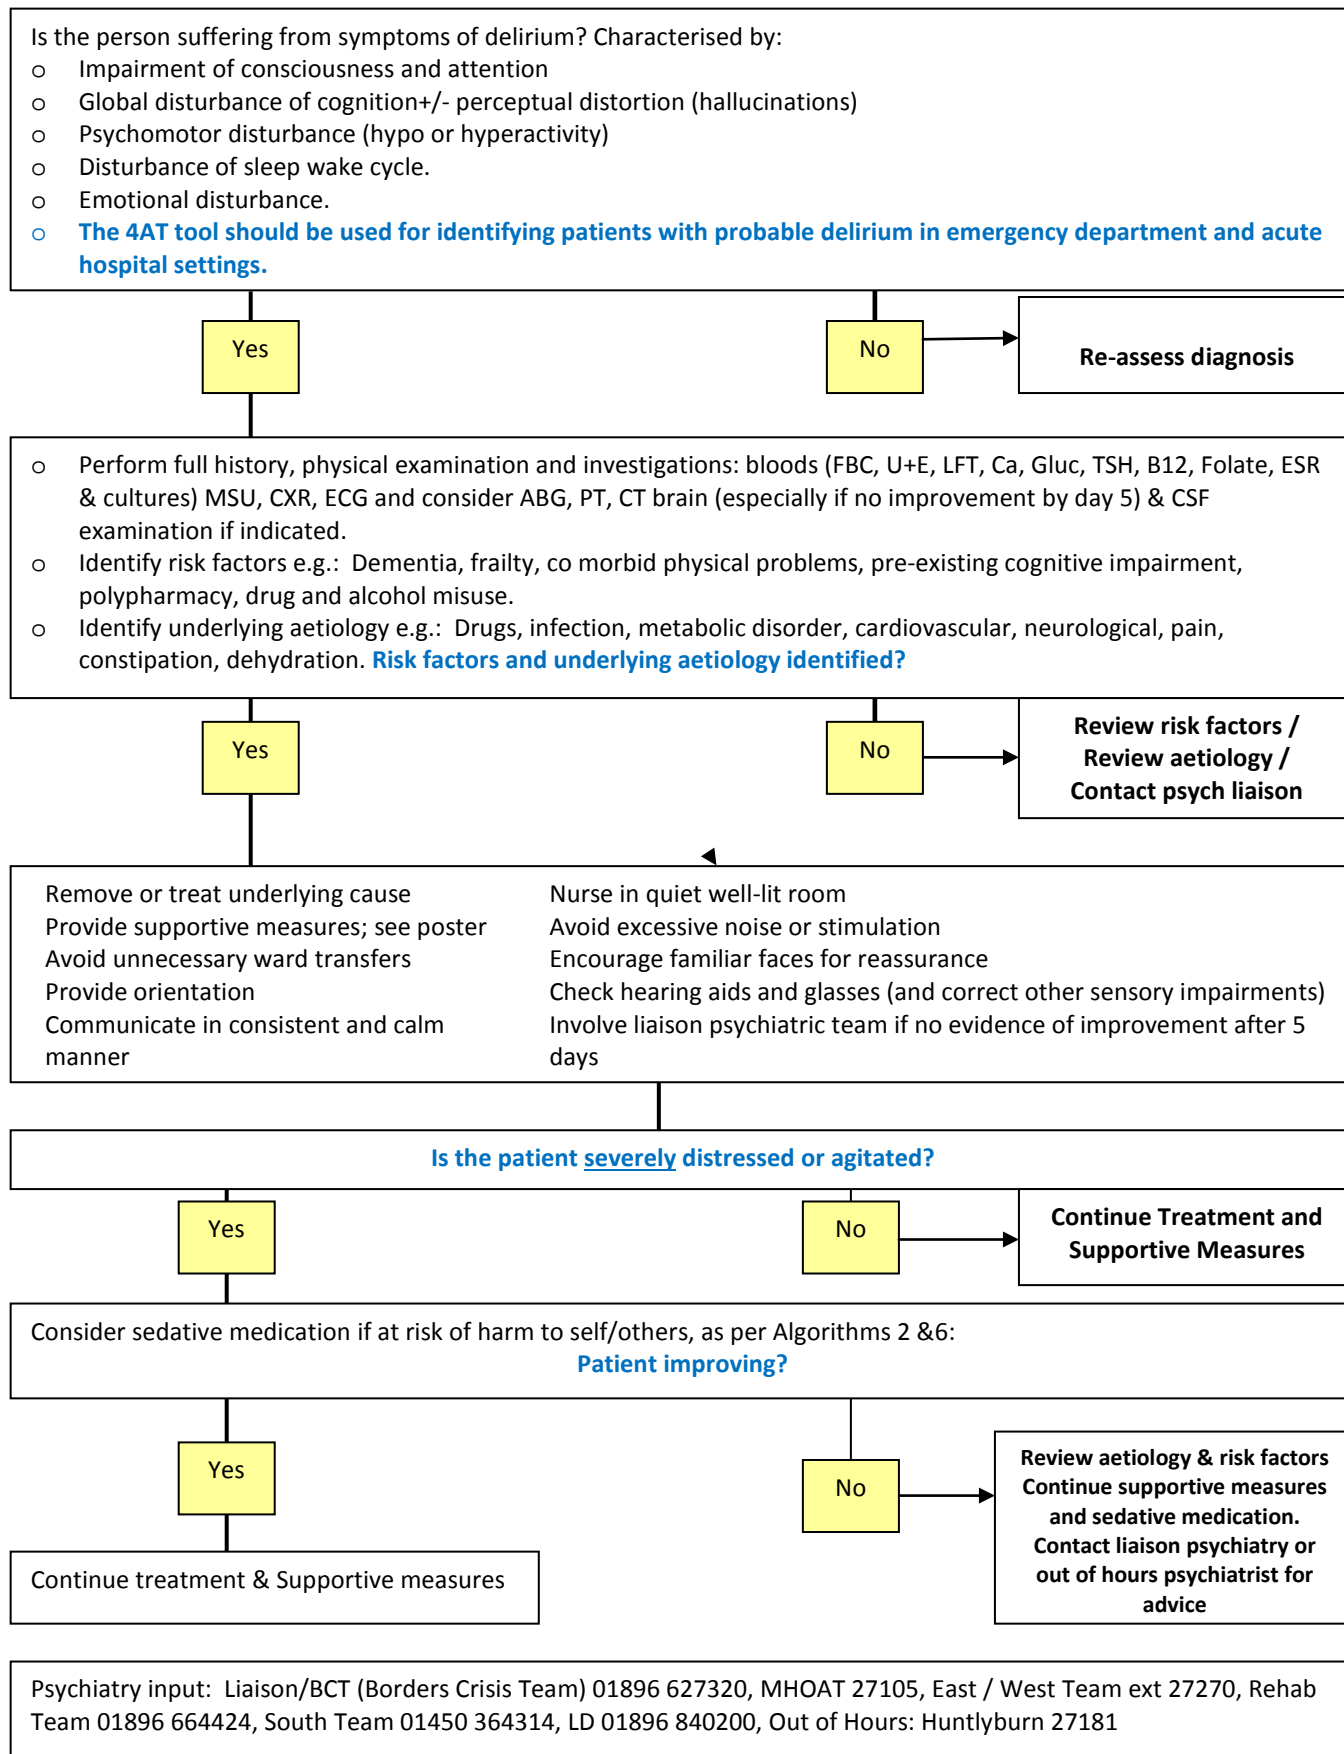 Is the person suffering from symptoms of delirium? Characterised by:
o Impairment of consciousness and attention
o Global disturbance of cognition+/- perceptual distortion (hallucinations)
o Psychomotor disturbance (hypo or hyperactivity)
o Disturbance of sleep wake cycle.
o Emotional disturbance.
o The 4AT tool should be used for identifying patients with probable delirium in emergency department and acute
hospital settings.
Yes
No
Re-assess diagnosis
o Perform full history, physical examination and investigations: bloods (FBC, U+E, LFT, Ca, Gluc, TSH, B12, Folate, ESR
& cultures) MSU, CXR, ECG and consider ABG, PT, CT brain (especially if no improvement by day 5) & CSF
examination if indicated.
o Identify risk factors e.g.: Dementia, frailty, co morbid physical problems, pre-existing cognitive impairment,
polypharmacy, drug and alcohol misuse.
o Identify underlying aetiology e.g.: Drugs, infection, metabolic disorder, cardiovascular, neurological, pain,
constipation, dehydration. Risk factors and underlying aetiology identified?
Yes
No
Review risk factors /
Review aetiology /
Contact psych liaison
Remove or treat underlying cause
Provide supportive measures; see poster
Avoid unnecessary ward transfers
Provide orientation
Communicate in consistent and calm
manner
Nurse in quiet well-lit room
Avoid excessive noise or stimulation
Encourage familiar faces for reassurance
Check hearing aids and glasses (and correct other sensory impairments)
Involve liaison psychiatric team if no evidence of improvement after 5
days
Is the patient severely distressed or agitated?
Yes
No
Continue Treatment and
Supportive Measures
Consider sedative medication if at risk of harm to self/others, as per Algorithms 2 &6:
Patient improving?
Yes
No
Review aetiology & risk factors
Continue supportive measures
and sedative medication.
Contact liaison psychiatry or
out of hours psychiatrist for
advice
Continue treatment & Supportive measures
Psychiatry input: Liaison/BCT (Borders Crisis Team) 01896 627320, MHOAT 27105, East / West Team ext 27270, Rehab
Team 01896 664424, South Team 01450 364314, LD 01896 840200, Out of Hours: Huntlyburn 27181